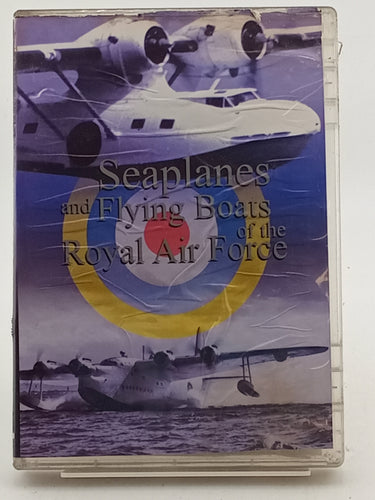 Seaplanes
and Flying Boats
of the
Royal Air Force